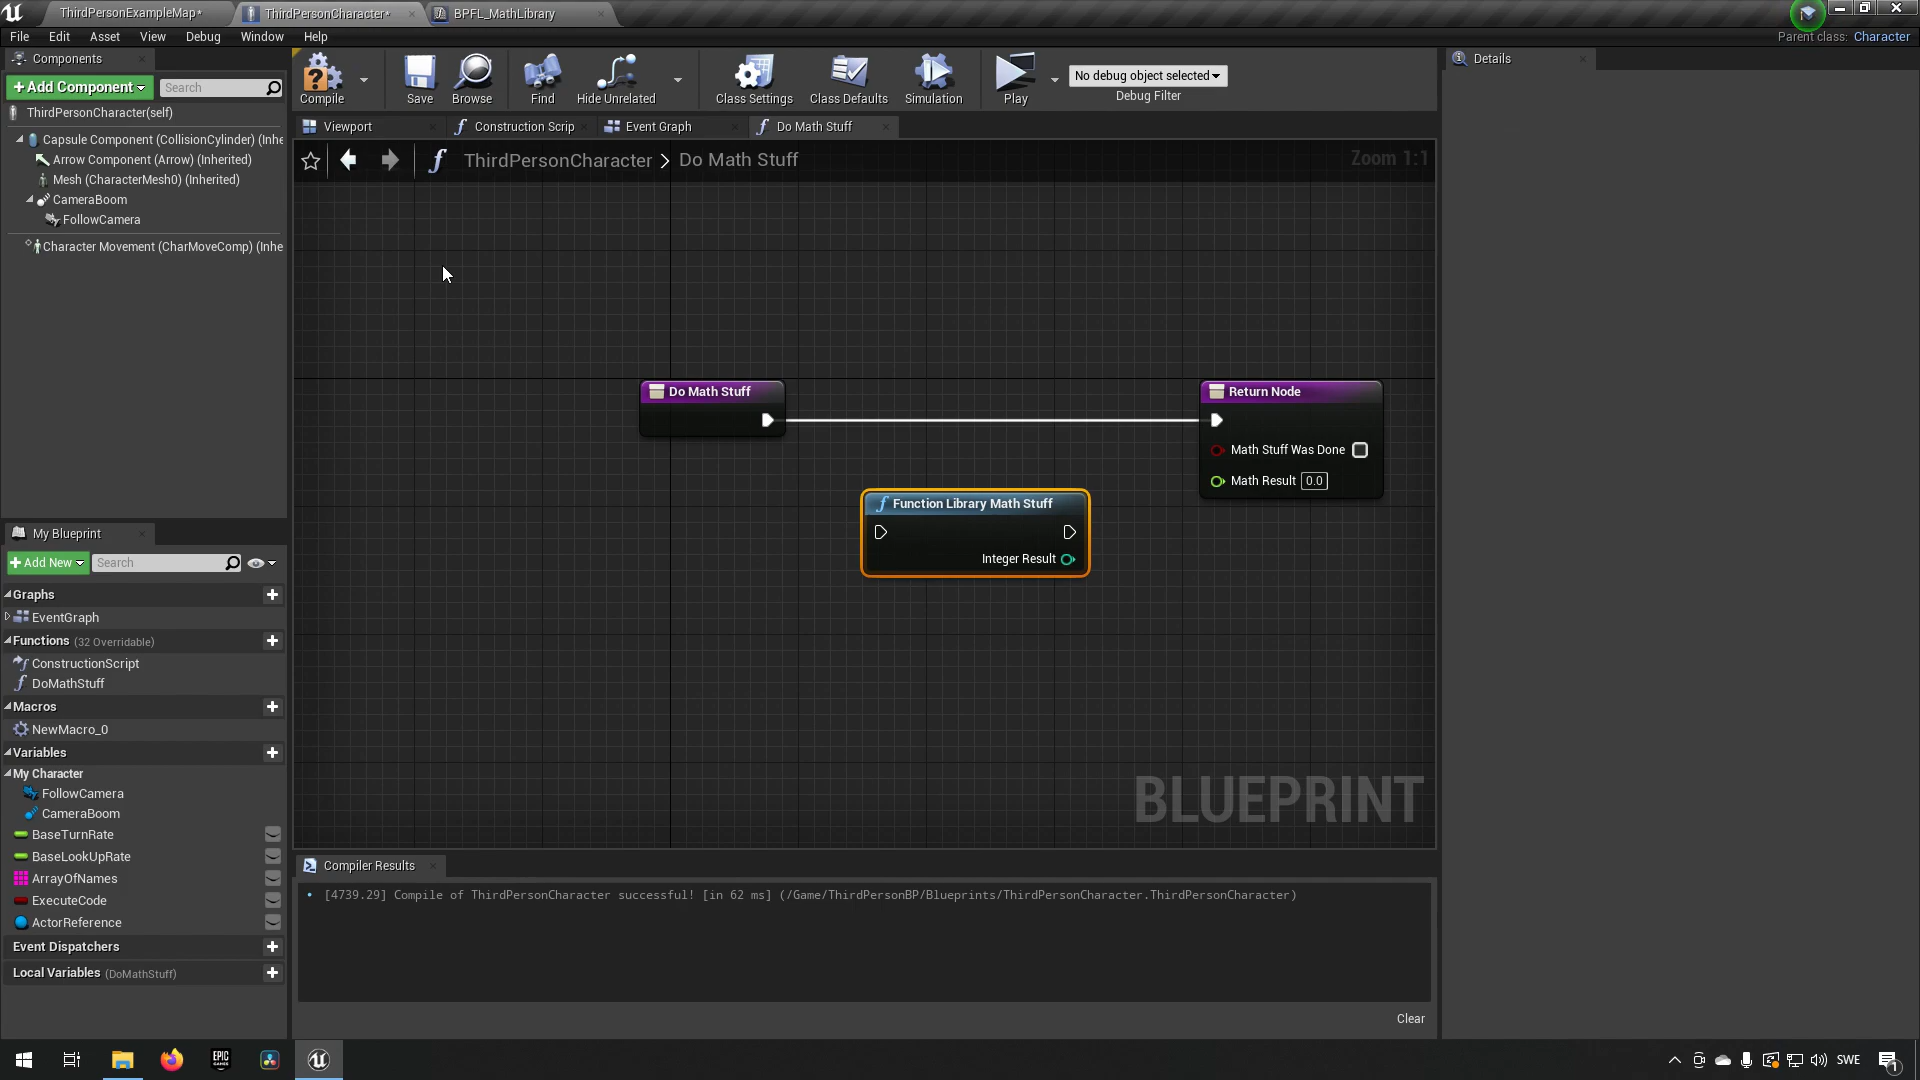 ThirdPersonExampleMap*
ThirdPersonCharacter*
BPFL_MathLibrary
File Edit Asset View Debug Window Help
Parent class: Character
Components
+Add Component
Search
ThirdPersonCharacter(self)
Capsule Component (CollisionCylinder) (Inhe
Arrow Component (Arrow) (Inherited)
Mesh (CharacterMesh0) (Inherited)
CameraBoom
FollowCamera
Character Movement (CharMoveComp) (Inhe
Compile
Save
Browse
Find
Hide Unrelated
Class Settings
Class Defaults
Simulation
Play
No debug object selected
Debug Filter
Details
Viewport
Construction Scrip
Event Graph
Do Math Stuff
ThirdPersonCharacter > Do Math Stuff
Zoom 1:1
Do Math Stuff
Return Node
Math Stuff Was Done
Math Result 0.0
Function Library Math Stuff
Integer Result
BLUEPRINT
My Blueprint
+Add New
Search
Graphs
EventGraph
Functions (32 Overridable)
ConstructionScript
DoMathStuff
Macros
NewMacro_0
Variables
My Character
FollowCamera
CameraBoom
BaseTurnRate
BaseLookUpRate
ArrayOfNames
ExecuteCode
ActorReference
Event Dispatchers
Local Variables (DoMathStuff)
Compiler Results
[4739.29] Compile of ThirdPersonCharacter successful! [in 62 ms] (/Game/ThirdPersonBP/Blueprints/ThirdPersonCharacter.ThirdPersonCharacter)
Clear
EPIC
GAMES
SWE
1